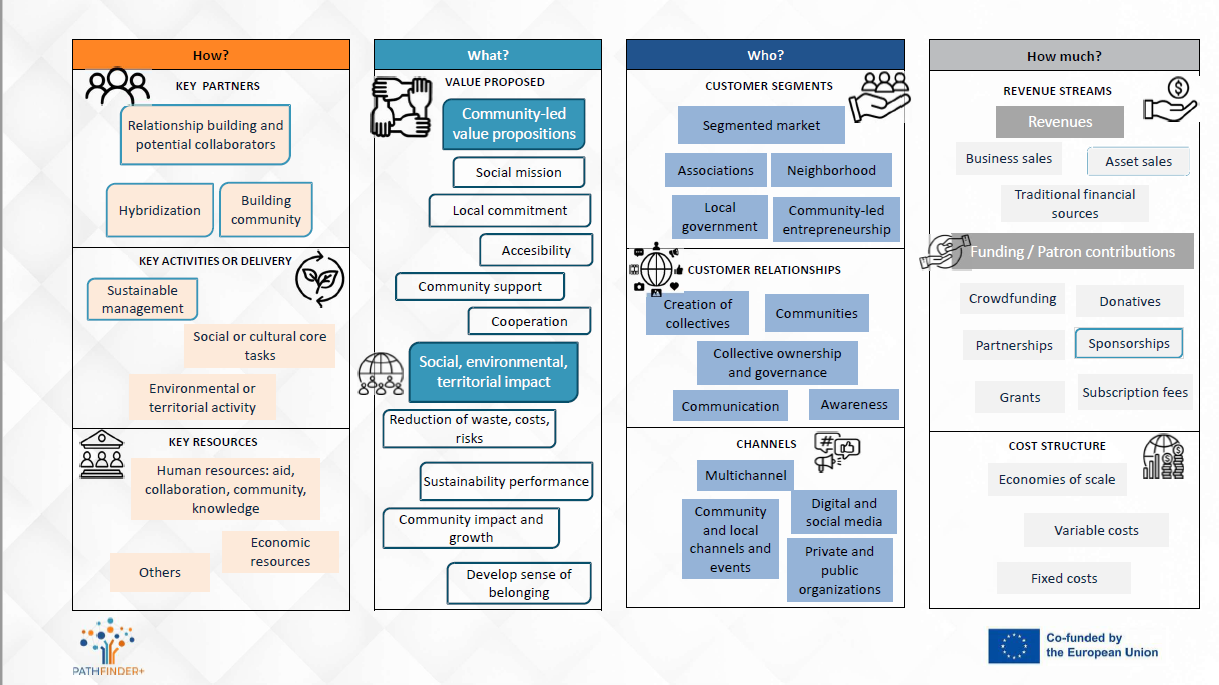 How?
KEY PARTNERS
Relationship building and
potential collaborators
Hybridization
Building
community
KEY ACTIVITIES OR DELIVERY
Sustainable
management
Social or cultural core
tasks
Environmental or
territorial activity
KEY RESOURCES
Human resources: aid,
collaboration, community,
knowledge
Economic
resources
Others
What?
VALUE PROPOSED
Community-led
value propositions
Social mission
Local commitment
Accesibility
Community support
Cooperation
Social, environmental,
territorial impact
Reduction of waste, costs,
risks
Sustainability performance
Community impact and
growth
Develop sense of
belonging
Who?
CUSTOMER SEGMENTS
Segmented market
Associations
Neighborhood
Local
government
Community-led
entrepreneurship
CUSTOMER RELATIONSHIPS
Creation of
collectives
Communities
Collective ownership
and governance
Communication
Awareness
CHANNELS
Multichannel
Digital and
social media
Community
and local
channels and
events
Private and
public
organizations
How much?
REVENUE STREAMS
Revenues
Business sales
Asset sales
Traditional financial
sources
Funding / Patron contributions
Crowdfunding
Donatives
Partnerships
Sponsorships
Grants
Subscription fees
COST STRUCTURE
Economies of scale
Variable costs
Fixed costs
PATHFINDER+
Co-funded by
the European Union